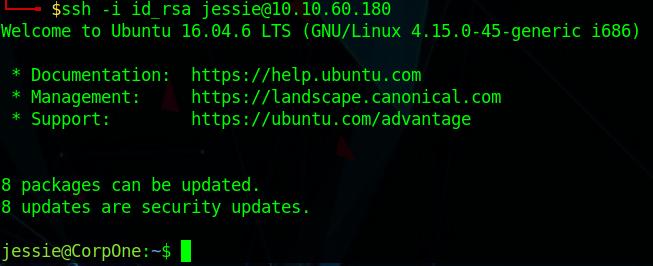 $ssh -i id_rsa jessie@10.10.60.180
Welcome to Ubuntu 16.04.6 LTS (GNU/Linux 4.15.0-45-generic i686)
* Documentation:  https://help.ubuntu.com
* Management:     https://landscape.canonical.com
* Support:        https://ubuntu.com/advantage
8 packages can be updated.
8 updates are security updates.
jessie@CorpOne:~$